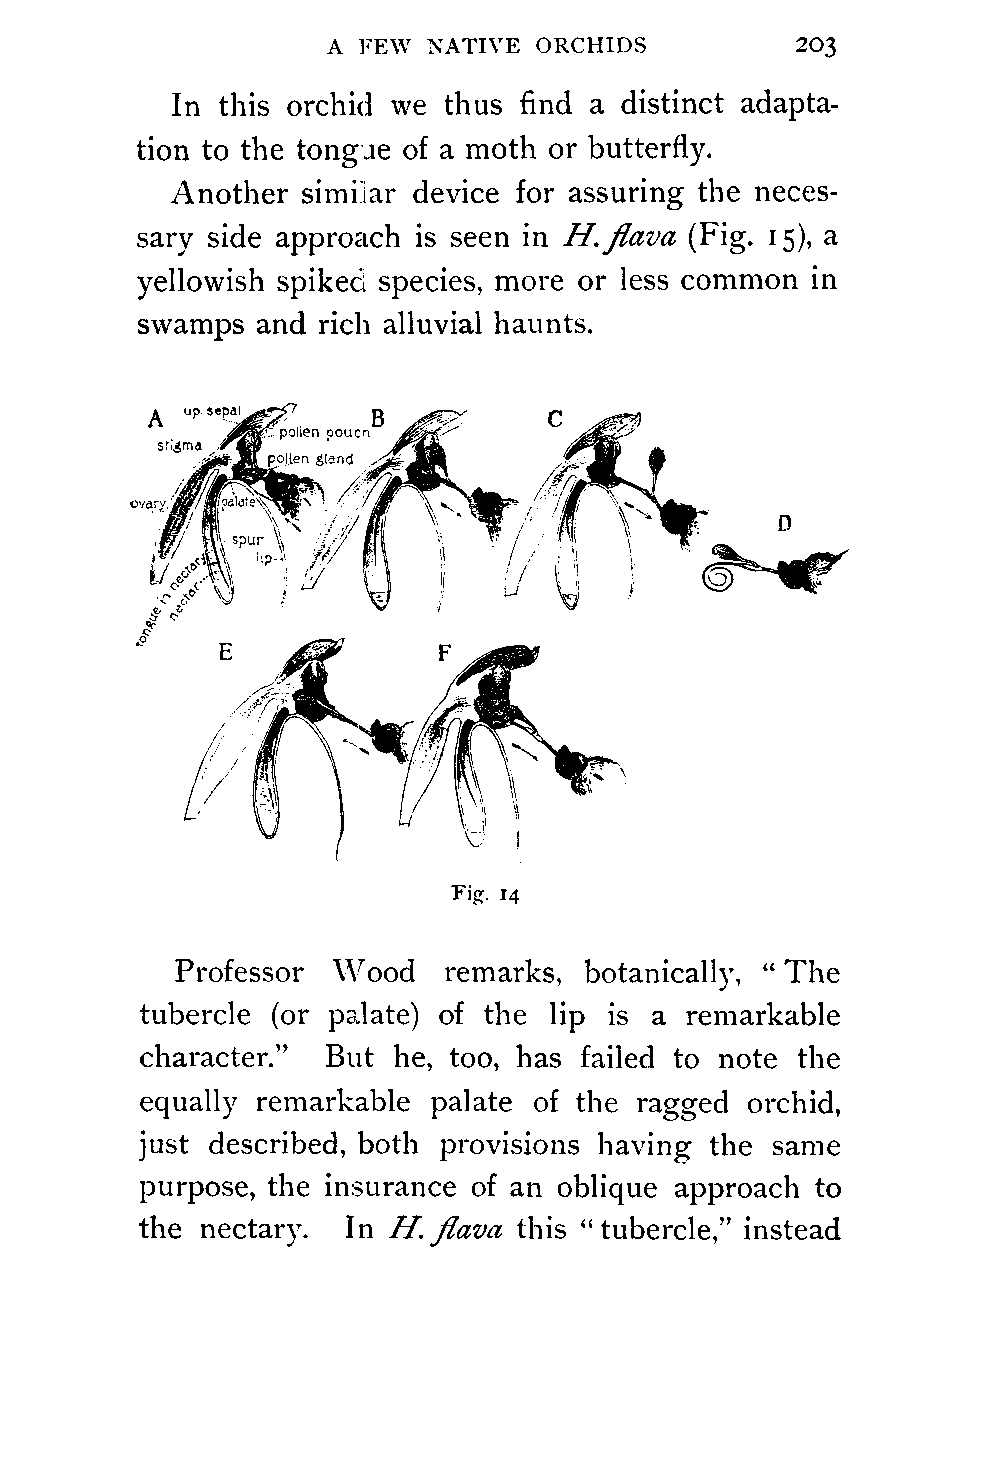 A FEW NATIVE ORCHIDS 203
In this orchid we thus find a distinct adapta-
tion to the tongue of a moth or butterfly.
Another similar device for assuring the neces-
sary side approach is seen in H. flava (Fig. 15), a
yellowish spiked species, more or less common in
swamps and rich alluvial haunts.
A
up. sepal
B
C
pollen pouch
stigma
pollen gland
ovary
palate
D
spur
lip
tongue in nectary
nectar
E
F
Fig. 14
Professor Wood remarks, botanically, “ The
tubercle (or palate) of the lip is a remarkable
character.” But he, too, has failed to note the
equally remarkable palate of the ragged orchid,
just described, both provisions having the same
purpose, the insurance of an oblique approach to
the nectary. In H. flava this “ tubercle,” instead